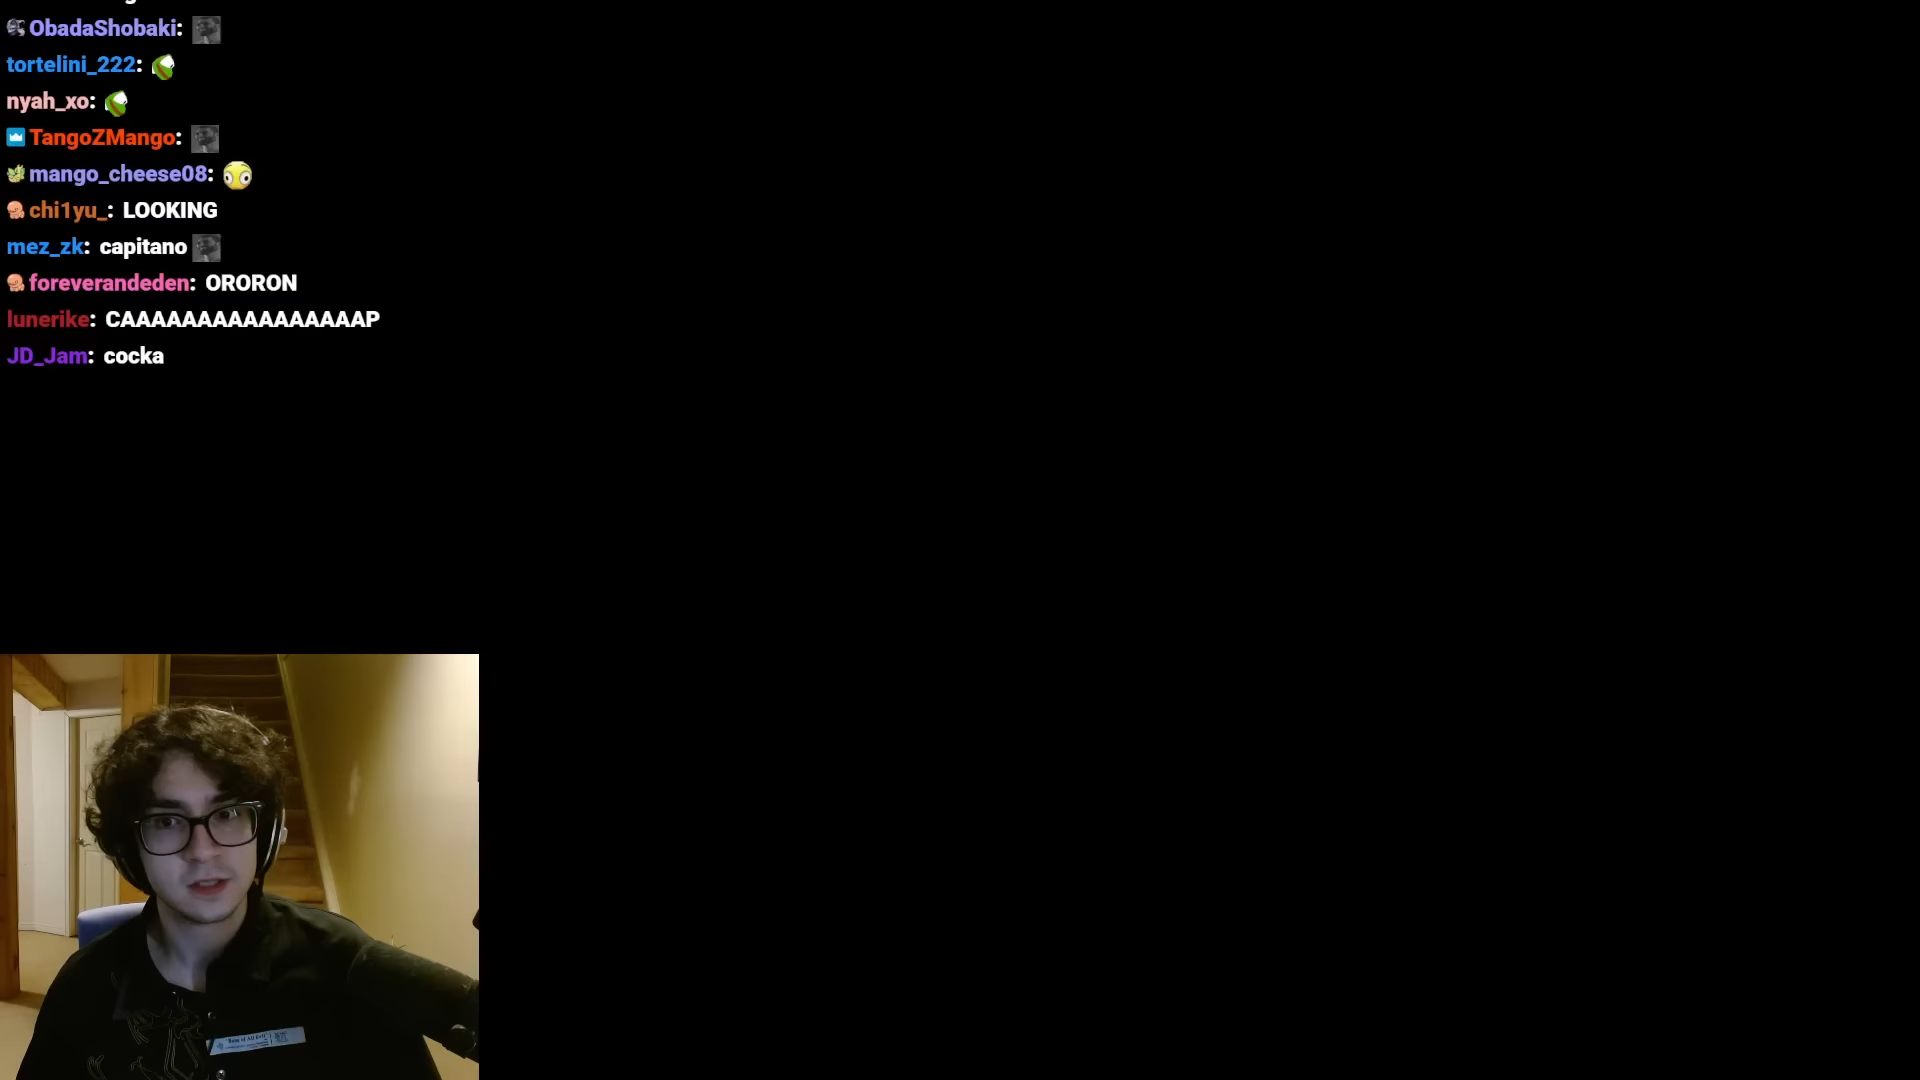 ObadaShobaki:
tortelini_222:
nyah_xo:
TangoZMango:
mango_cheese08:
chi1yu_: LOOKING
mez_zk: capitano
foreverandeden: ORORON
lunerike: CAAAAAAAAAAAAAAAAP
JD_Jam: cocka